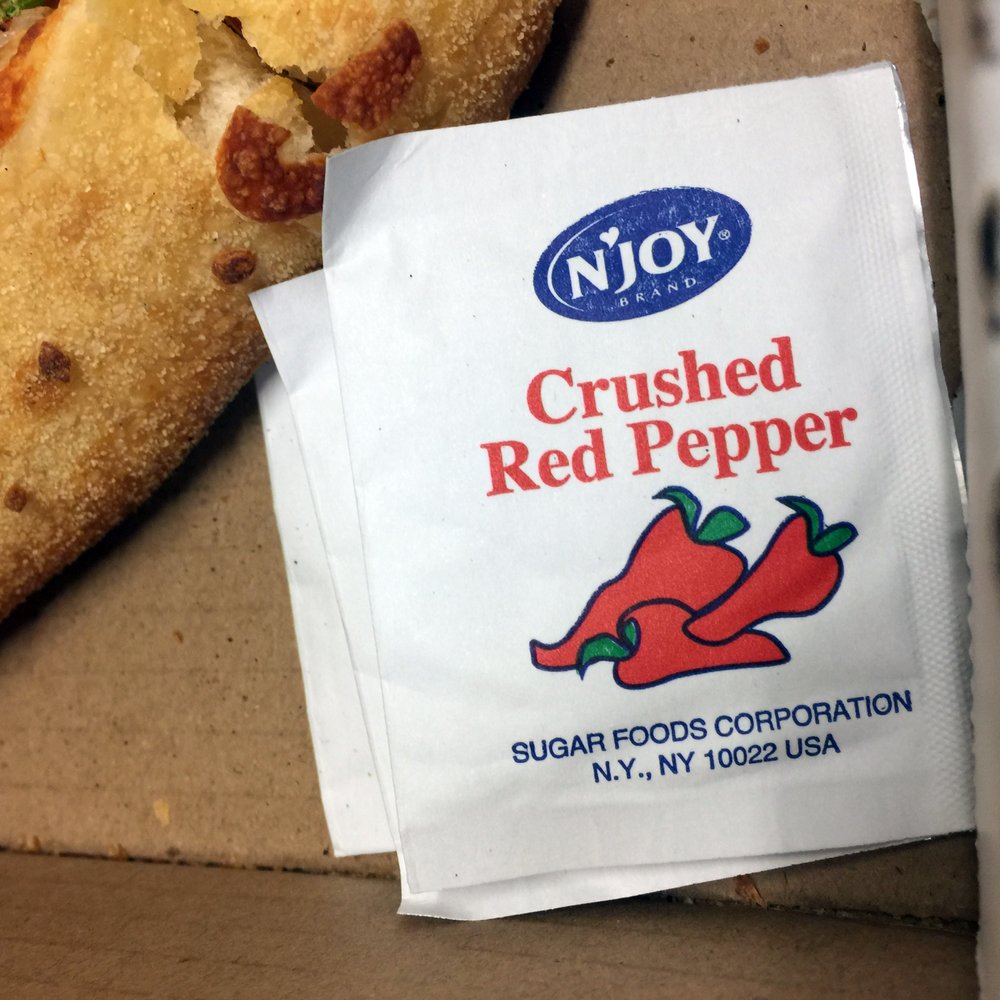 N'JOY®
BRAND
Crushed
Red Pepper
SUGAR FOODS CORPORATION
N.Y., NY 10022 USA